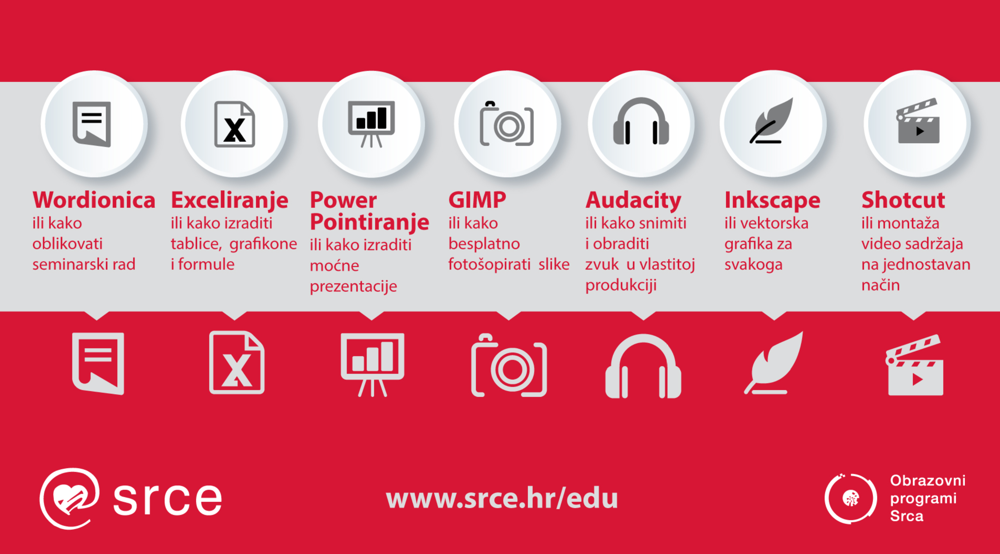 Wordionica
ili kako
oblikovati
seminarski rad
Exceliranje
ili kako izraditi
tablice, grafikone
i formule
Power
Pointiranje
ili kako izraditi
moćne
prezentacije
GIMP
ili kako
besplatno
fotošopirati slike
Audacity
ili kako snimiti
i obraditi
zvuk u vlastitoj
produkciji
Inkscape
ili vektorska
grafika za
svakoga
Shotcut
ili montaža
video sadržaja
na jednostavan
način
srce
www.srce.hr/edu
Obrazovni
programi
Srca